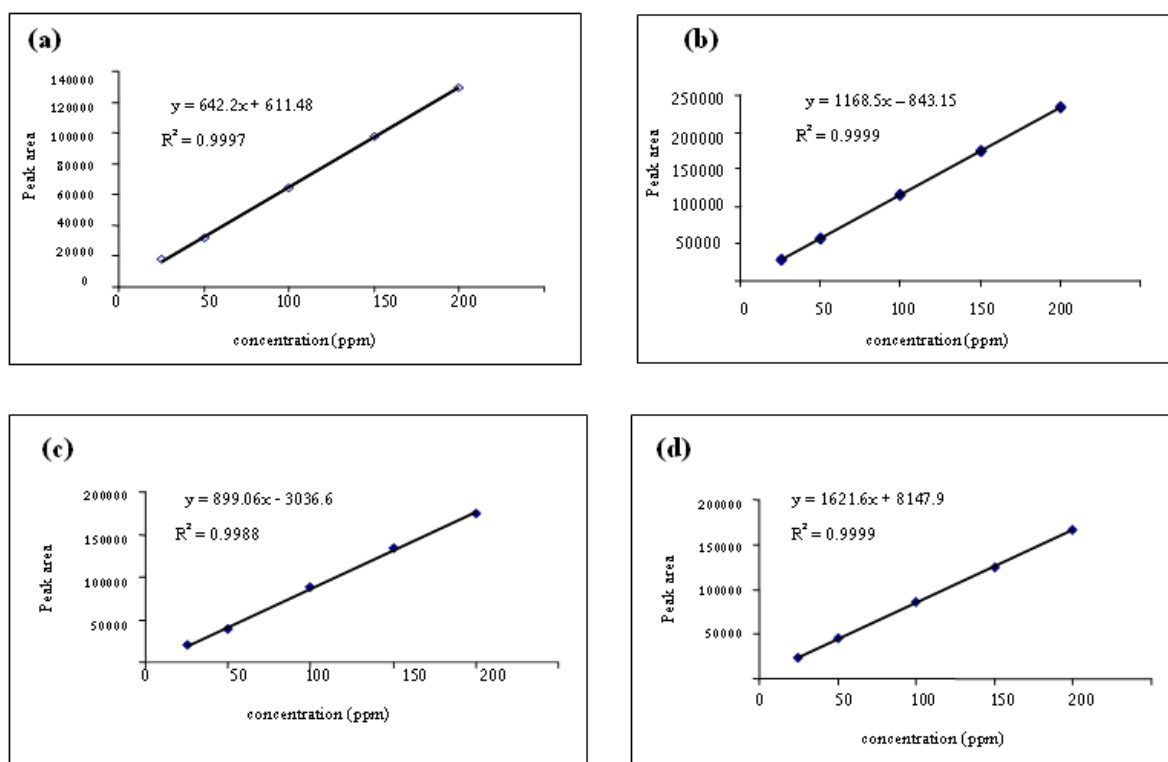 (a)
140000
120000
100000
80000
60000
40000
20000
0
y = 642.2x + 611.48
R² = 0.9997
Peak area
0 50 100 150 200
concentration (ppm)
(b)
250000
200000
150000
100000
50000
0
y = 1168.5x – 843.15
R² = 0.9999
Peak area
0 50 100 150 200
concentration (ppm)
(c)
200000
150000
100000
50000
y = 899.06x - 3036.6
R² = 0.9988
Peak area
0 50 100 150 200
concentration (ppm)
(d)
200000
150000
100000
50000
y = 1621.6x + 8147.9
R² = 0.9999
Peak area
0 50 100 150 200
concentration (ppm)